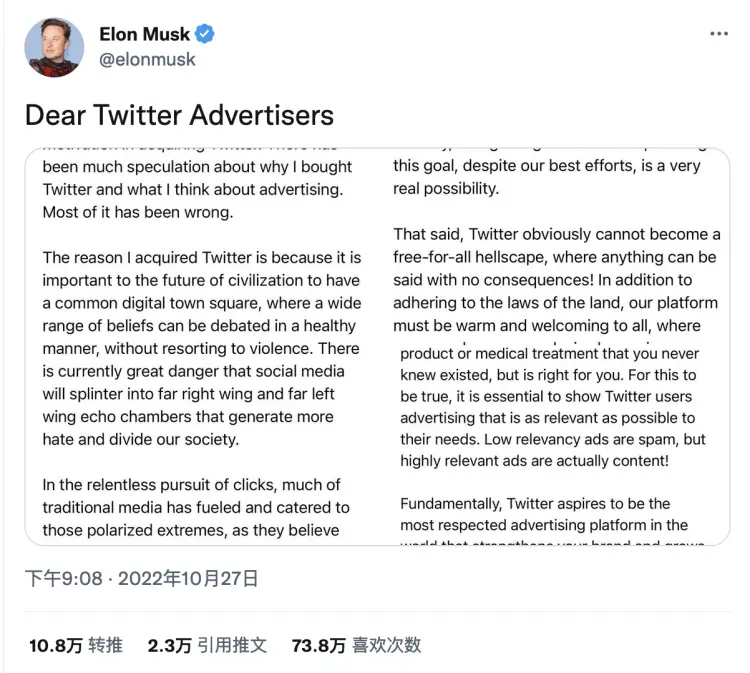 Elon Musk
@elonmusk
Dear Twitter Advertisers
been much speculation about why I bought
Twitter and what I think about advertising.
Most of it has been wrong.
The reason I acquired Twitter is because it is
important to the future of civilization to have
a common digital town square, where a wide
range of beliefs can be debated in a healthy
manner, without resorting to violence. There
is currently great danger that social media
will splinter into far right wing and far left
wing echo chambers that generate more
hate and divide our society.
In the relentless pursuit of clicks, much of
traditional media has fueled and catered to
those polarized extremes, as they believe
this goal, despite our best efforts, is a very
real possibility.
That said, Twitter obviously cannot become a
free-for-all hellscape, where anything can be
said with no consequences! In addition to
adhering to the laws of the land, our platform
must be warm and welcoming to all, where
product or medical treatment that you never
knew existed, but is right for you. For this to
be true, it is essential to show Twitter users
advertising that is as relevant as possible to
their needs. Low relevancy ads are spam, but
highly relevant ads are actually content!
Fundamentally, Twitter aspires to be the
most respected advertising platform in the
下午9:08 · 2022年10月27日
10.8万 转推 2.3万 引用推文 73.8万 喜欢次数